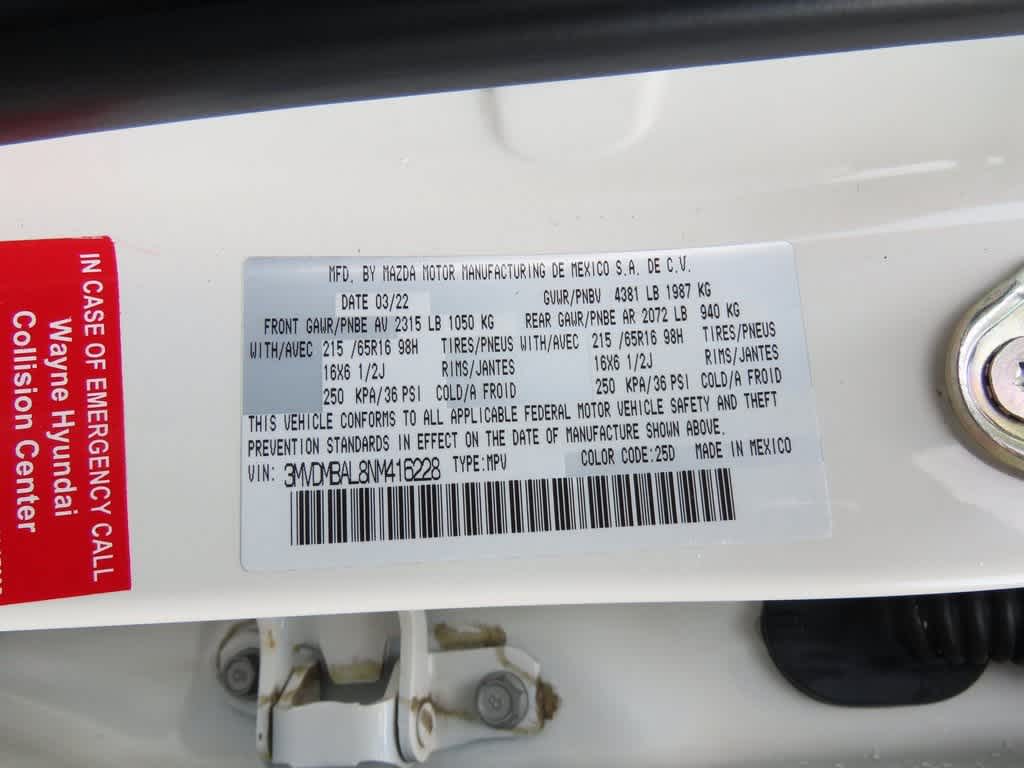 IN CASE OF EMERGENCY CALL
Wayne Hyundai
Collision Center
MFD. BY MAZDA MOTOR MANUFACTURING DE MEXICO S.A. DE C.V.
DATE 03/22 GVWR/PNBV 4381 LB 1987 KG
FRONT GAWR/PNBE AV 2315 LB 1050 KG REAR GAWR/PNBE AR 2072 LB 940 KG
WITH/AVEC 215 /65R16 98H TIRES/PNEUS WITH/AVEC 215 /65R16 98H TIRES/PNEUS
16X6 1/2J RIMS/JANTES 16X6 1/2J RIMS/JANTES
250 KPA/36 PSI COLD/A FROID 250 KPA/36 PSI COLD/A FROID
THIS VEHICLE CONFORMS TO ALL APPLICABLE FEDERAL MOTOR VEHICLE SAFETY AND THEFT
PREVENTION STANDARDS IN EFFECT ON THE DATE OF MANUFACTURE SHOWN ABOVE.
VIN: 3MVDMBAL8NM416228 TYPE:MPV COLOR CODE:25D MADE IN MEXICO